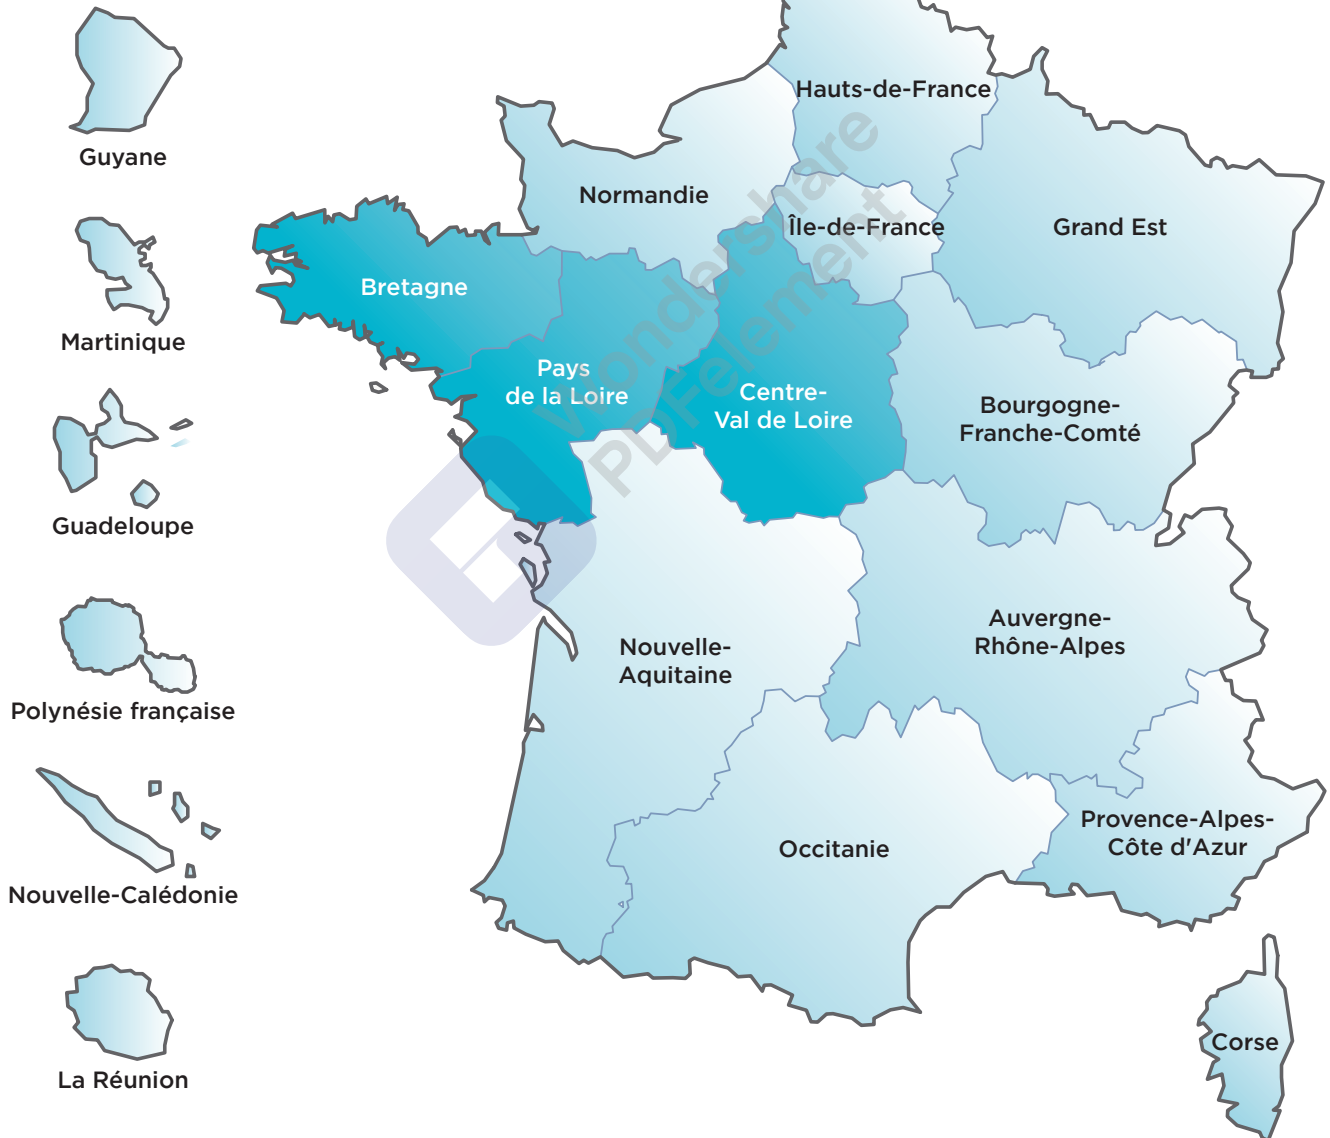 Guyane
Martinique
Guadeloupe
Polynésie française
Nouvelle-Calédonie
La Réunion
Hauts-de-France
Normandie
Île-de-France
Grand Est
Bretagne
Pays
de la Loire
Centre-
Val de Loire
Bourgogne-
Franche-Comté
Nouvelle-
Aquitaine
Auvergne-
Rhône-Alpes
Occitanie
Provence-Alpes-
Côte d'Azur
Corse
Wondershare
PDFelement